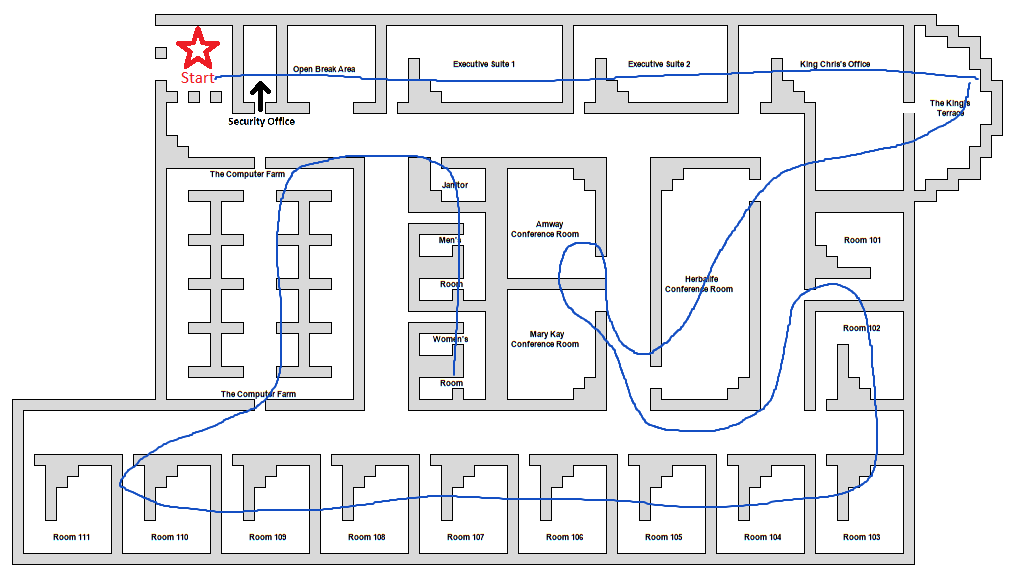 Start
Open Break Area
Executive Suite 1
Executive Suite 2
King Chris's Office
The King's
Terrace
Security Office
The Computer Farm
Janitor
Men's
Room
Women's
Room
Amway
Conference Room
Mary Kay
Conference Room
Herbalife
Conference Room
Room 101
Room 102
The Computer Farm
Room 111
Room 110
Room 109
Room 108
Room 107
Room 106
Room 105
Room 104
Room 103